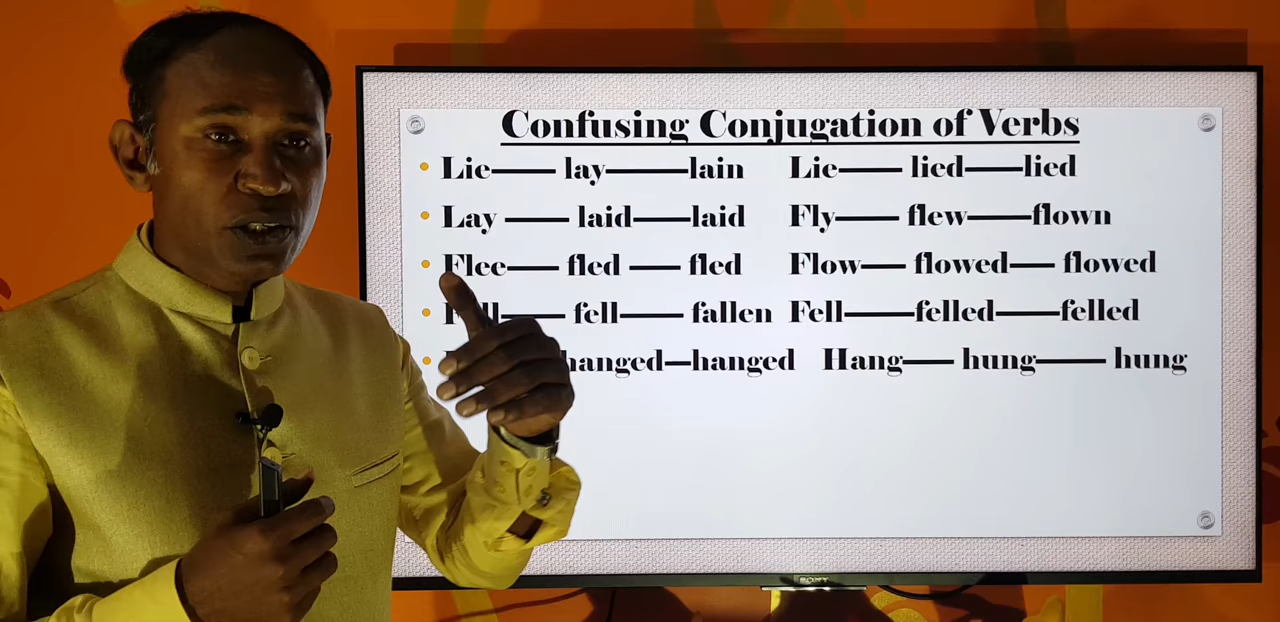 Confusing Conjugation of Verbs
• Lie—— lay——lain Lie—— lied——lied
• Lay —— laid——laid Fly—— flew——flown
• Flee—— fled —— fled Flow—— flowed— flowed
• —— fell—— fallen Fell——felled——felled
• hanged—hanged Hang—— hung—— hung
SONY